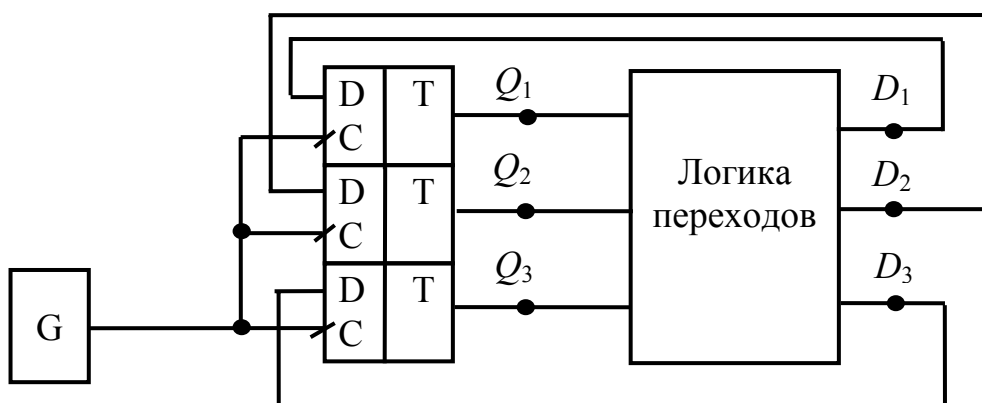 D T Q1 D1
C
D T Q2 Логика D2
C переходов
D T Q3 D3
G C